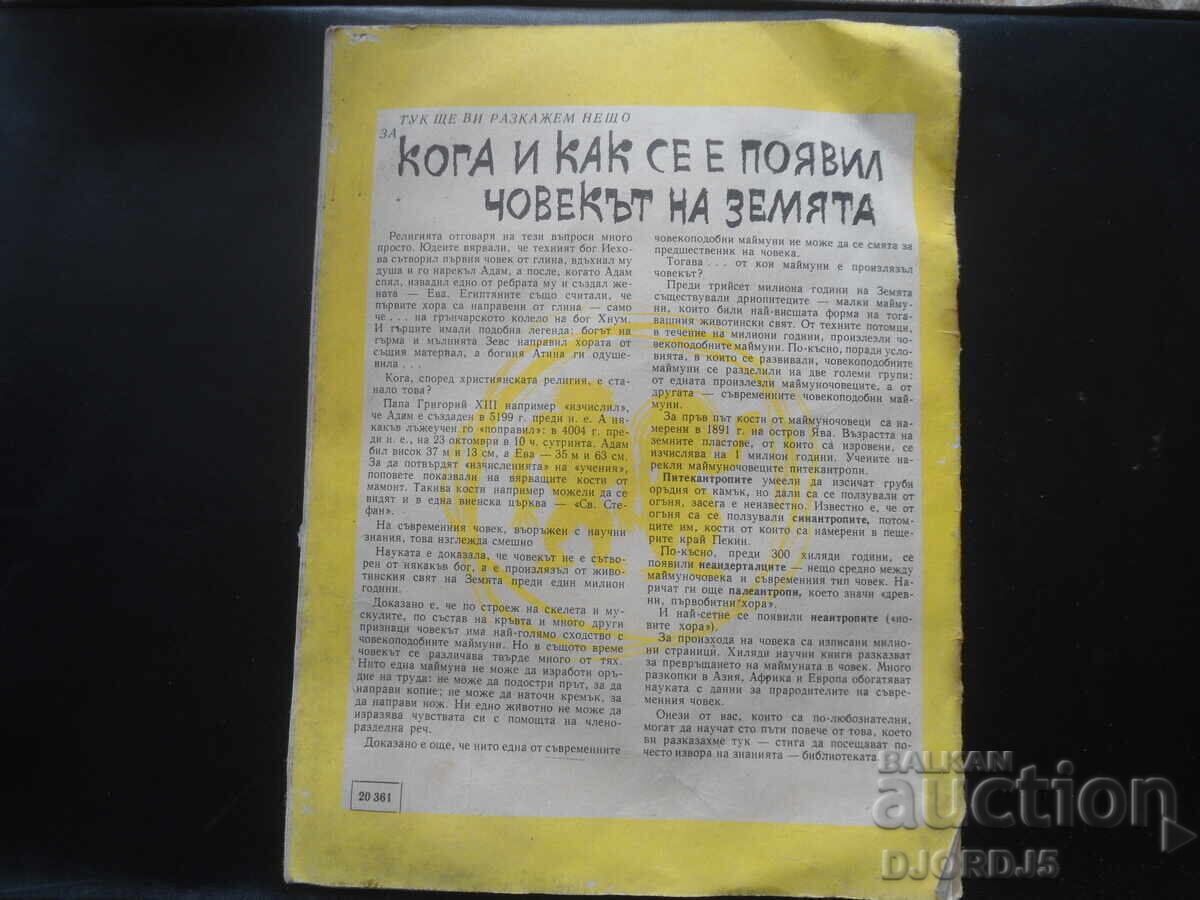 ТУК ЩЕ ВИ РАЗКАЖЕМ НЕЩО
ЗА
КОГА И КАК СЕ Е ПОЯВИЛ
ЧОВЕКЪТ НА ЗЕМЯТА
Религията отговаря на тези въпроси много
просто. Юдеите вярвали, че техният бог Иехо-
ва сътворил първия човек от глина, вдъхнал му
душа и го нарекъл Адам, а после, когато Адам
спял, извадил едно от ребрата му и създал же-
ната — Ева. Египтяните също считали, че
първите хора са направени от глина — само
че . . . на грънчарското колело на бог Хнум.
И гърците имали подобна легенда: богът на
гърма и мълнията Зевс направил хората от
същия матервал, а богиня Атина ги одуше-
вила . . .
Кога, според християнската религия, е ста-
нало това?
Папа Григорий XIII например «изчислил»,
че Адам е създаден в 5199 г. преди н. е. А ня-
какъв лъжеучен го «поправил»: в 4004 г. пре-
ди н. е., на 23 октомври в 10 ч. сутринта. Адам
бил висок 37 м и 13 см, а Ева — 35 м и 63 см.
За да потвърдят «изчисленията» на «учения»,
поповете показвали на вярващите кости от
мамонт. Такива кости например можели да се
видят и в една виенска църква — «Св. Сте-
фан».
На съвременния човек, въоръжен с научни
знания, това изглежда смешно
Науката е доказала, че човекът не е сътво-
рен от някакъв бог, а е произлязъл от живо-
тинския свят на Земята преди един милион
години.
Доказано е, че по строеж на скелета и му-
скулите, по състав на кръвта и много други
признаци човекът има най-голямо сходство с
човекоподобните маймуни. Но в същото време
човекът се различава твърде много от тях.
Нито една маймуна не може да изработи оръ-
дие на труда: не може да подостри прът, за да
направи копие; не може да наточи кремък, за
да направи нож. Ни едно животно не може да
изразява чувствата си с помощта на члено-
разделна реч.
Доказано е още, че нито една от съвременните
човекоподобни маймуни не може да се смята за
предшественик на човека.
Тогава . . . от кои маймуни е произлязъл
човекът?
Преди трийсет милиона години на Земята
съществували дриопитеците — малки майму-
ни, които били най-висшата форма на тога-
вашния животински свят. От техните потомци,
в течение на милиони години, произлезли чо-
векоподобните маймуни. По-късно, поради усло-
вията, в които се развивали, човекоподобните
маймуни се разделили на две големи групи:
от едната произлезли маймуночовеците, а от
другата — съвременните човекоподобни май-
муни.
За пръв път кости от маймуночовеци са на-
мерени в 1891 г. на остров Ява. Възрастта на
земните пластове, от които са изровени, се
изчислява на 1 милион години. Учените на-
рекли маймуночовеците питекантропи.
Питекантропите умеели да изсичат груби
оръдия от камък, но дали са се ползували от
огъня, засега е неизвестно. Известно е, че от
огъня са се ползували синантропите, потом-
ците им, кости от които са намерени в пеще-
рите край Пекин.
По-късно, преди 300 хиляди години, се
появили неандерталците — нещо средно между
маймуночовека и съвременния тип човек. На-
ричат ги още палеантропи, което значи «древ-
ни, първобитни хора».
И най-сетне се появили неантропите («но-
вите хора»).
За произхода на човека са изписани милио-
ни страници. Хиляди научни книги разказват
за превръщането на маймуната в човек. Много
разкопки в Азия, Африка и Европа обогатяват
науката с данни за прародителите на съвре-
менния човек.
Онези от вас, които са по-любознателни,
могат да научат сто пъти повече от това, което
ви разказахме тук — стига да посещават по-
често извора на знанията — библиотеката.
20 361
BALKAN
auction
DJORDJ5